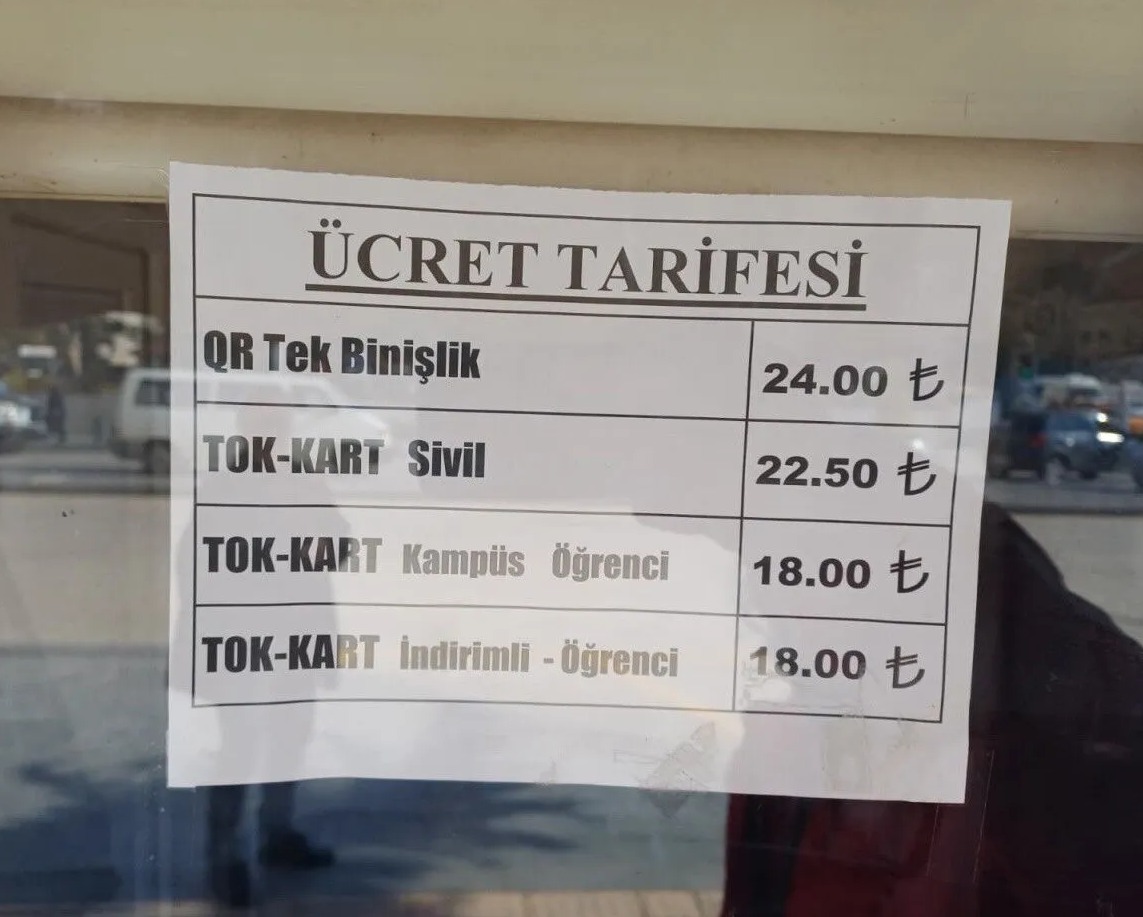 ÜCRET TARİFESİ
QR Tek Binişlik 24.00 ₺
TOK-KART Sivil 22.50 ₺
TOK-KART Kampüs Öğrenci 18.00 ₺
TOK-KART İndirimli - Öğrenci 18.00 ₺